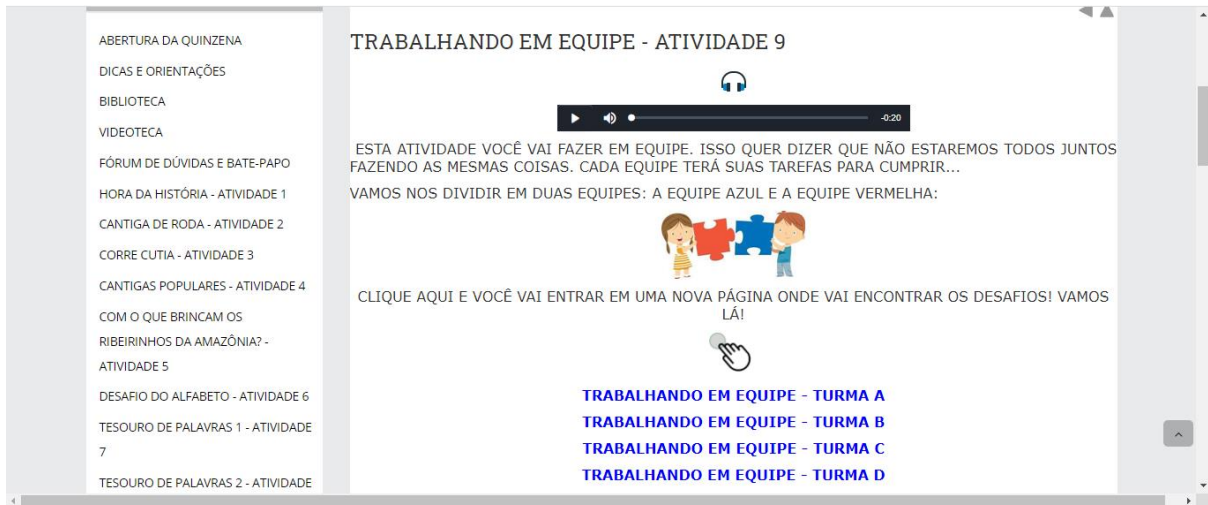 ABERTURA DA QUINZENA
DICAS E ORIENTAÇÕES
BIBLIOTECA
VIDEOTECA
FÓRUM DE DÚVIDAS E BATE-PAPO
HORA DA HISTÓRIA - ATIVIDADE 1
CANTIGA DE RODA - ATIVIDADE 2
CORRE CUTIA - ATIVIDADE 3
CANTIGAS POPULARES - ATIVIDADE 4
COM O QUE BRINCAM OS
RIBEIRINHOS DA AMAZÔNIA? -
ATIVIDADE 5
DESAFIO DO ALFABETO - ATIVIDADE 6
TESOURO DE PALAVRAS 1 - ATIVIDADE
7
TESOURO DE PALAVRAS 2 - ATIVIDADE
TRABALHANDO EM EQUIPE - ATIVIDADE 9
-0:20
ESTA ATIVIDADE VOCÊ VAI FAZER EM EQUIPE. ISSO QUER DIZER QUE NÃO ESTAREMOS TODOS JUNTOS
FAZENDO AS MESMAS COISAS. CADA EQUIPE TERÁ SUAS TAREFAS PARA CUMPRIR...
VAMOS NOS DIVIDIR EM DUAS EQUIPES: A EQUIPE AZUL E A EQUIPE VERMELHA:
CLIQUE AQUI E VOCÊ VAI ENTRAR EM UMA NOVA PÁGINA ONDE VAI ENCONTRAR OS DESAFIOS! VAMOS
LÁ!
TRABALHANDO EM EQUIPE - TURMA A
TRABALHANDO EM EQUIPE - TURMA B
TRABALHANDO EM EQUIPE - TURMA C
TRABALHANDO EM EQUIPE - TURMA D